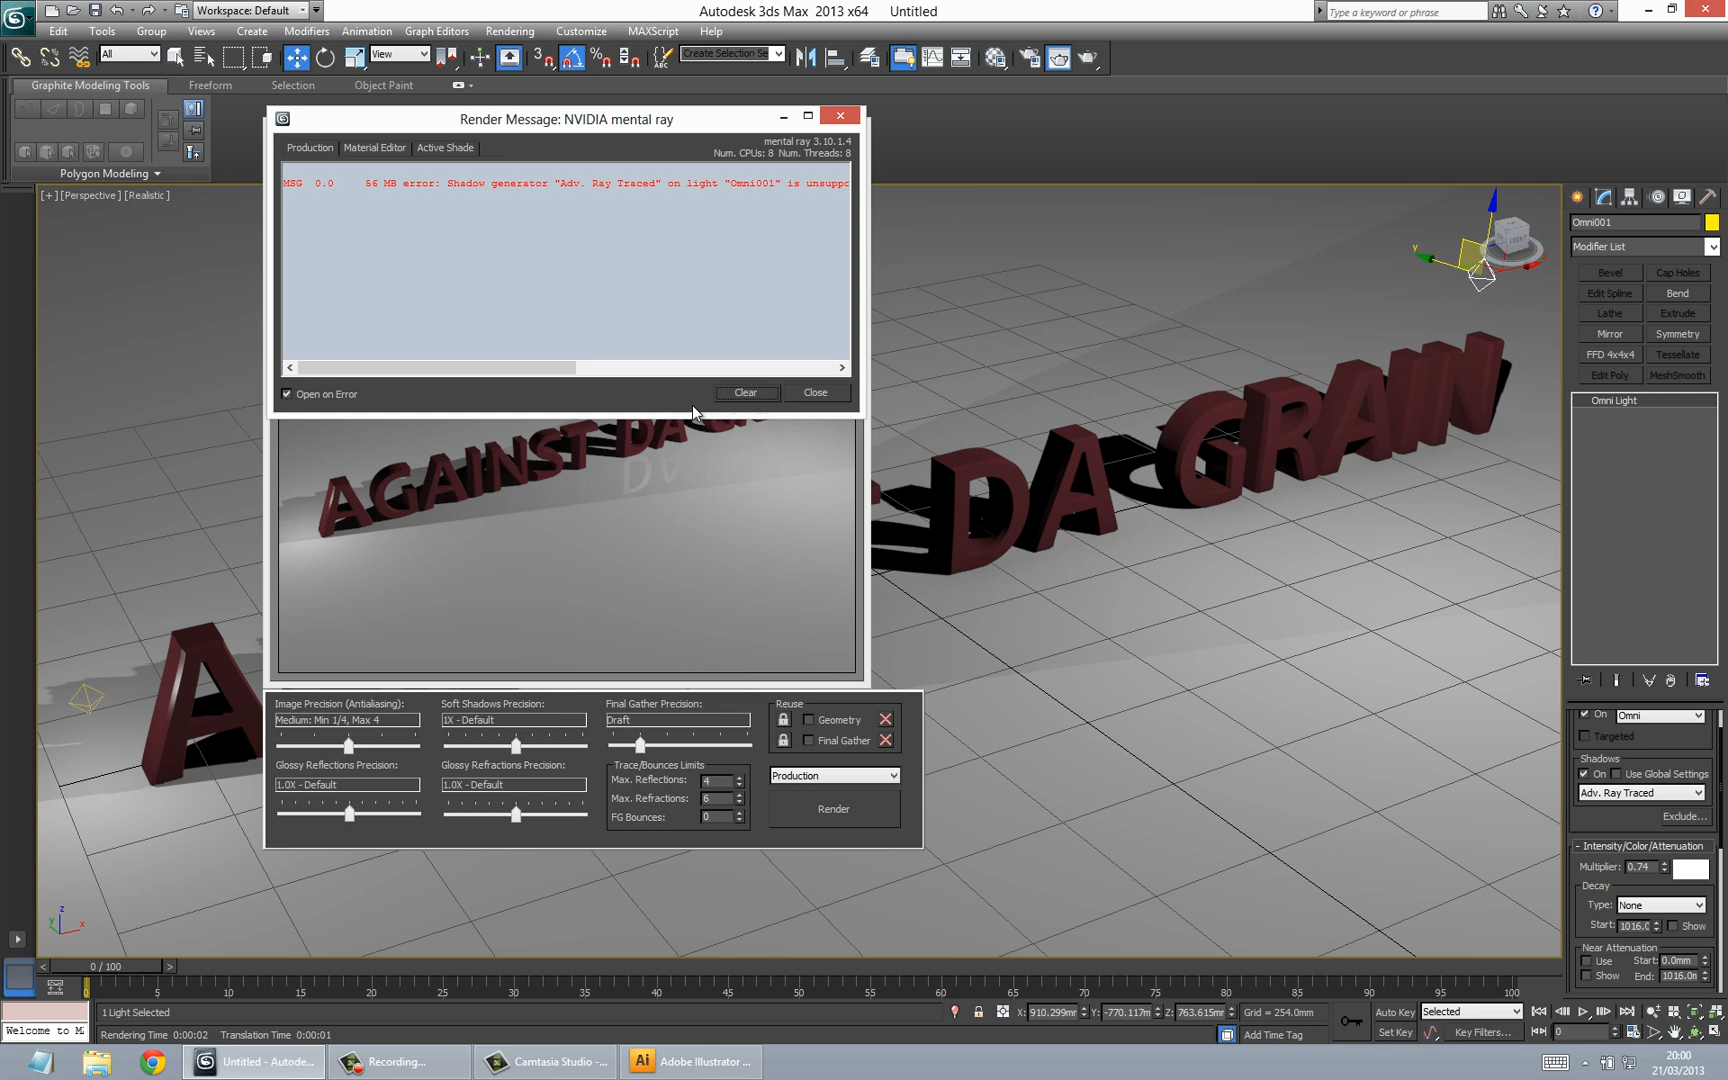 Workspace: Default
Autodesk 3ds Max 2013 x64 Untitled
Type a keyword or phrase
Edit Tools Group Views Create Modifiers Animation Graph Editors Rendering Customize MAXScript Help
All
View
Create Selection Se
Graphite Modeling Tools Freeform Selection Object Paint
Polygon Modeling
Render Message: NVIDIA mental ray
Production Material Editor Active Shade
mental ray 3.10.1.4
Num. CPUs: 8 Num. Threads: 8
MSG 0.0 56 MB error: Shadow generator "Adv. Ray Traced" on light "Omni001" is unsuppo
Open on Error
Clear
Close
[+] [Perspective] [Realistic]
FRONT
AGAINST DA
A
DA GRAIN
Image Precision (Antialiasing):
Medium: Min 1/4, Max 4
Soft Shadows Precision:
1X - Default
Final Gather Precision:
Draft
Glossy Reflections Precision:
1.0X - Default
Glossy Refractions Precision:
1.0X - Default
Trace/Bounces Limits
Max. Reflections: 4
Max. Refractions: 6
FG Bounces: 0
Reuse
Geometry
Final Gather
Production
Render
Omni001
Modifier List
Bevel Cap Holes
Edit Spline Bend
Lathe Extrude
Mirror Symmetry
FFD 4x4x4 Tessellate
Edit Poly MeshSmooth
Omni Light
On Omni
Targeted
Shadows
On Use Global Settings
Adv. Ray Traced
Exclude...
- Intensity/Color/Attenuation
Multiplier: 0.74
Decay
Type: None
Start: 1016.0 Show
Near Attenuation
Use Start: 0.0mm
Show End: 1016.0m
z
y
x
y
< 0 / 100 >
0 5 10 15 20 25 30 35 40 45 50 55 60 65 70 75 80 85 90 95 100
1 Light Selected
X: 910.299mm Y: -770.117m Z: 763.615mm Grid = 254.0mm
Auto Key Selected
Welcome to M
Rendering Time 0:00:02 Translation Time 0:00:01
Add Time Tag
Set Key Key Filters...
0
Untitled - Autode...
Recording...
Camtasia Studio -...
Ai Adobe Illustrator ...
20:00
21/03/2013